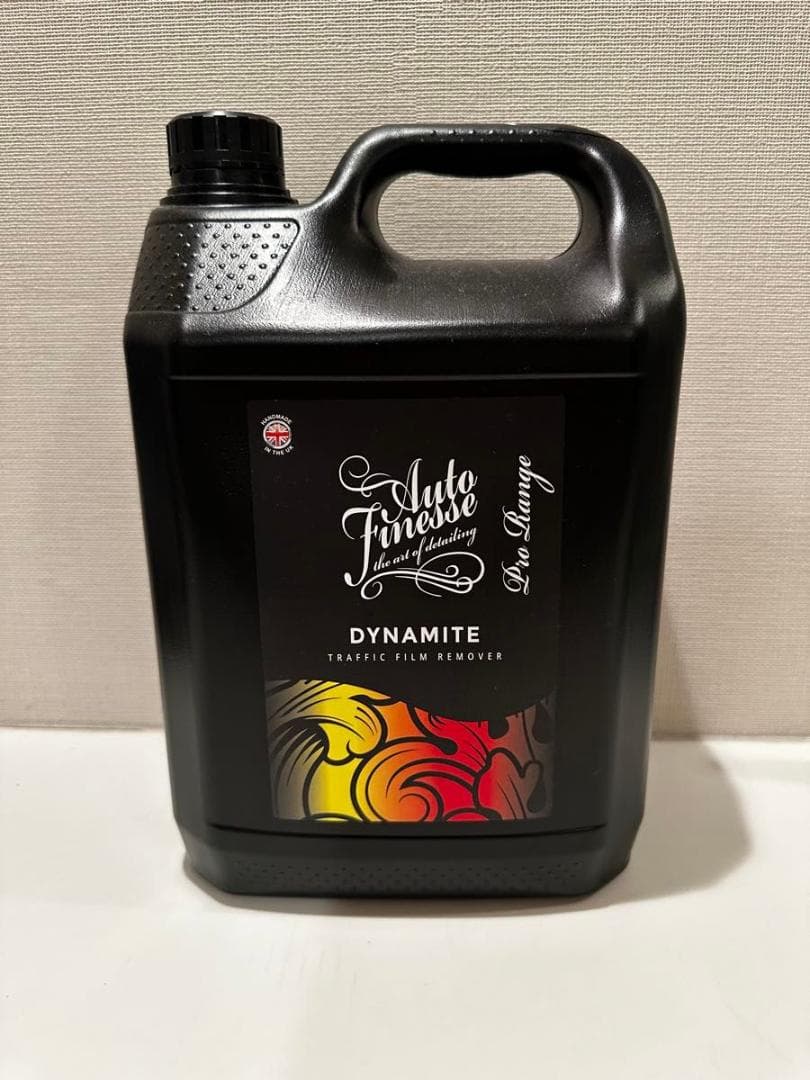 HANDMADE
IN THE UK
Auto
Finesse
the art of detailing
Pro Range
DYNAMITE
TRAFFIC FILM REMOVER